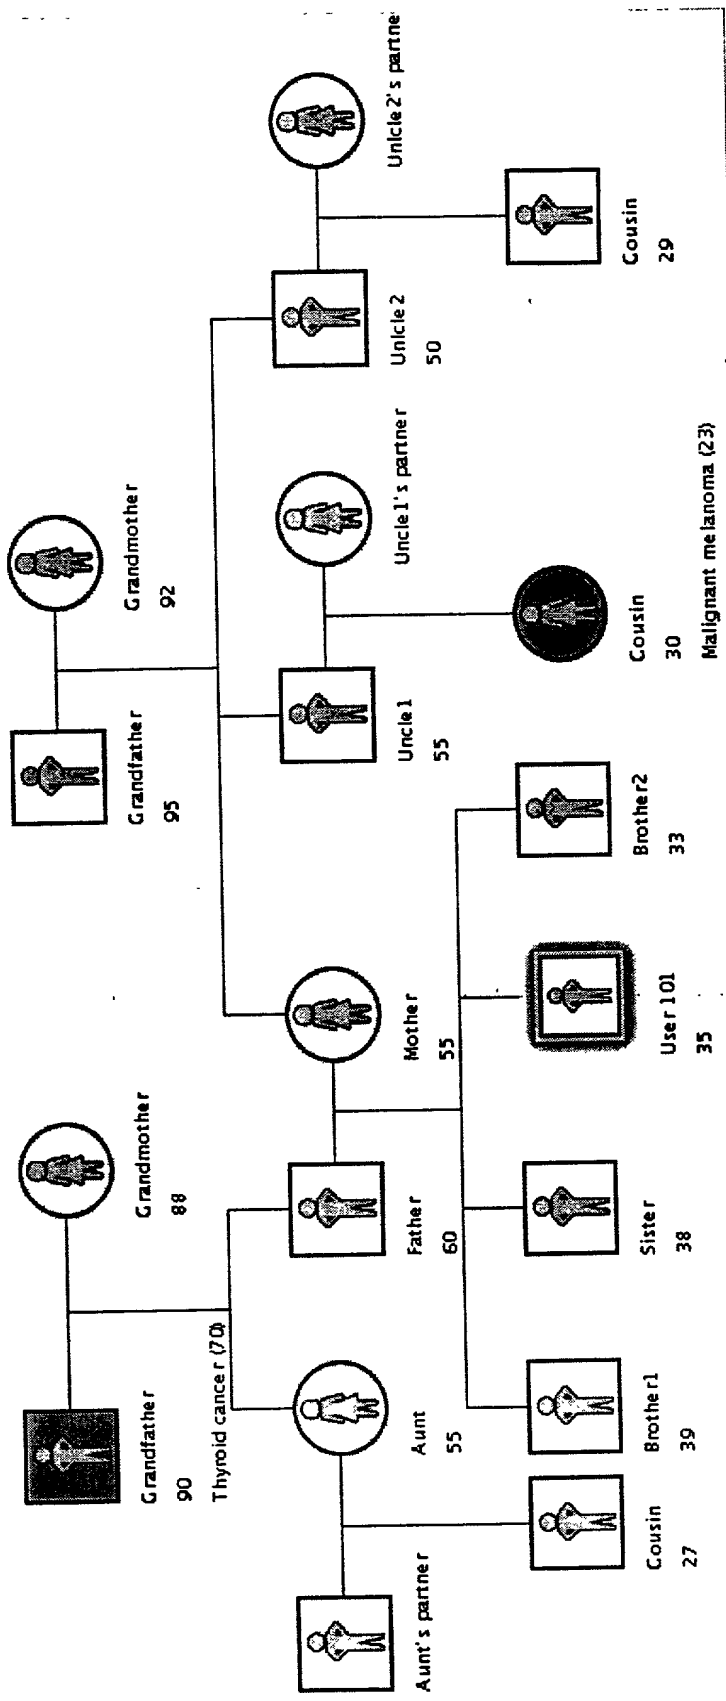 Grandfather
90
Thyroid cancer (70)
Grandmother
88
Grandfather
95
Grandmother
92
Aunt's partner
Aunt
55
Father
60
Mother
55
Uncle1
55
Uncle1's partner
Unlcle2
50
Unlcle2's partne
Cousin
27
Brother1
39
Sister
38
User101
35
Brother2
33
Cousin
30
Malignant melanoma (23)
Cousin
29